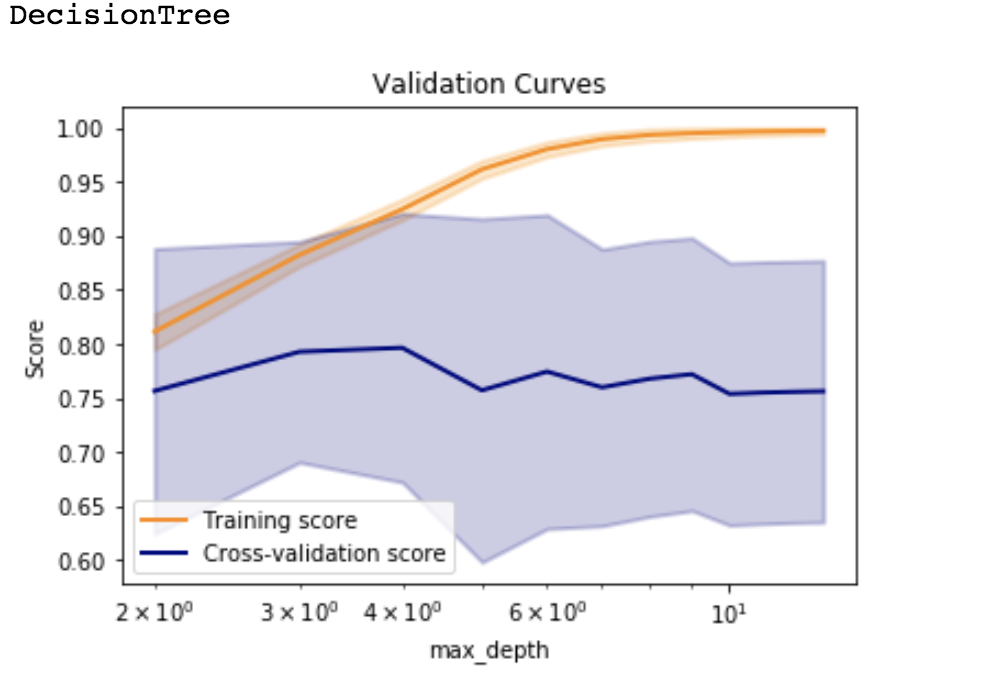 DecisionTree
Validation Curves
1.00
0.95
0.90
0.85
0.80
0.75
0.70
0.65
0.60
Score
Training score
Cross-validation score
2 × 10⁰ 3 × 10⁰ 4 × 10⁰ 6 × 10⁰ 10¹
max_depth